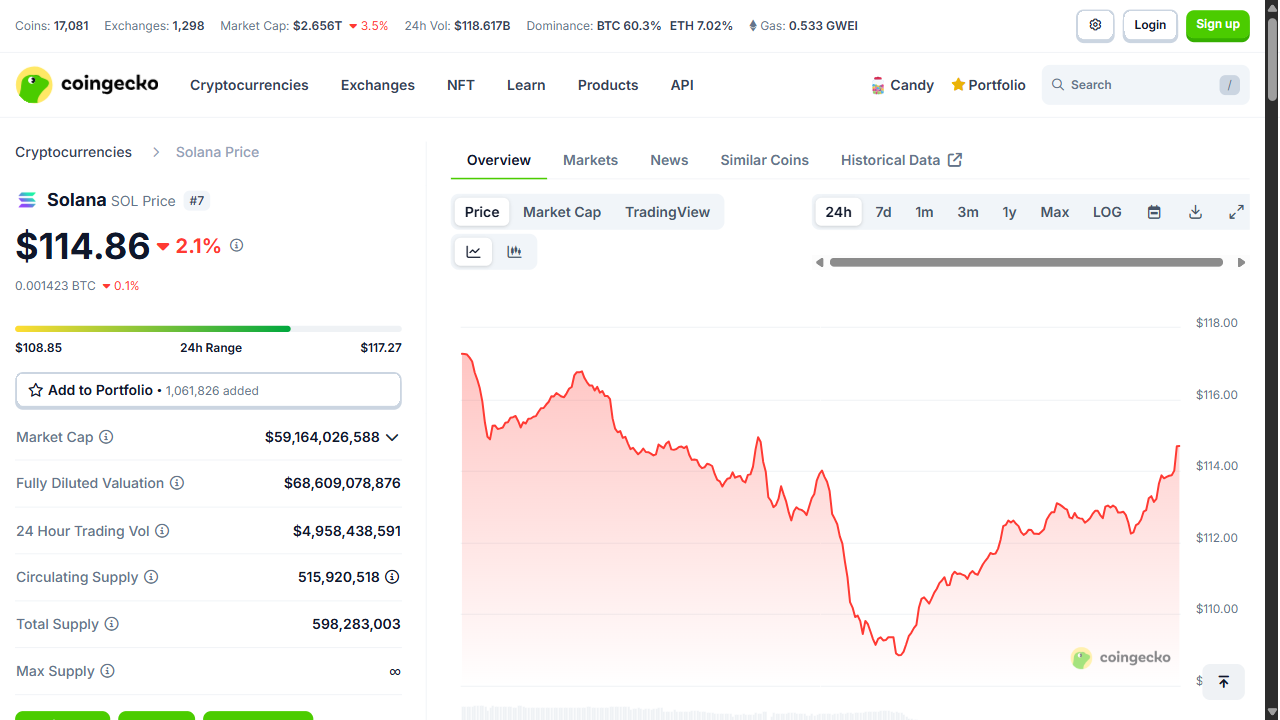 Coins: 17,081 Exchanges: 1,298 Market Cap: $2.656T 3.5% 24h Vol: $118.617B Dominance: BTC 60.3% ETH 7.02% Gas: 0.533 GWEI Login Sign up
coingecko Cryptocurrencies Exchanges NFT Learn Products API Candy Portfolio Search /
Cryptocurrencies Solana Price
Solana SOL Price #7
$114.86 2.1%
0.001423 BTC 0.1%
$108.85 24h Range $117.27
Add to Portfolio • 1,061,826 added
Market Cap $59,164,026,588
Fully Diluted Valuation $68,609,078,876
24 Hour Trading Vol $4,958,438,591
Circulating Supply 515,920,518
Total Supply 598,283,003
Max Supply ∞
Overview Markets News Similar Coins Historical Data
Price Market Cap TradingView 24h 7d 1m 3m 1y Max LOG
$118.00
$116.00
$114.00
$112.00
$110.00
coingecko
$